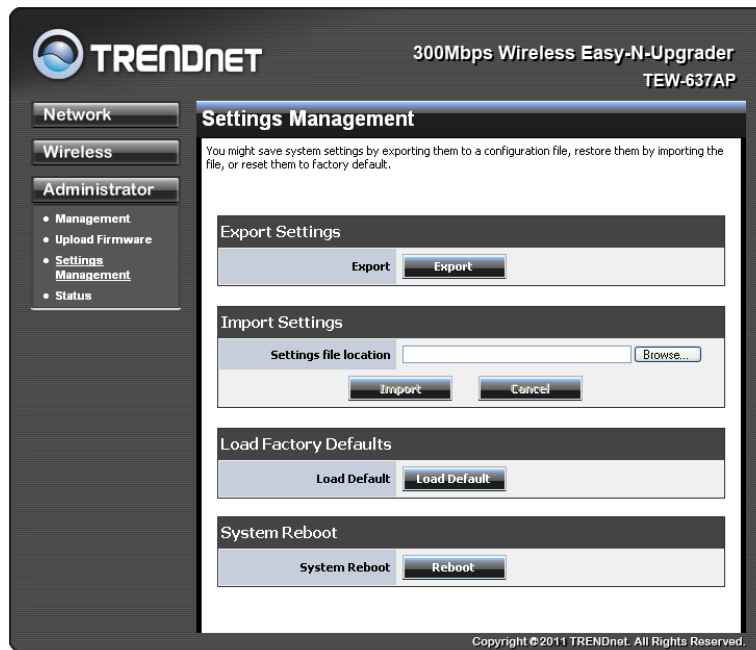 TRENDNET
300Mbps Wireless Easy-N-Upgrader
TEW-637AP
Network
Wireless
Administrator
Management
Upload Firmware
Settings
Management
Status
Settings Management
You might save system settings by exporting them to a configuration file, restore them by importing the
file, or reset them to factory default.
Export Settings
Export Export
Import Settings
Settings file location Browse...
Import Cancel
Load Factory Defaults
Load Default Load Default
System Reboot
System Reboot Reboot
Copyright © 2011 TRENDnet. All Rights Reserved.